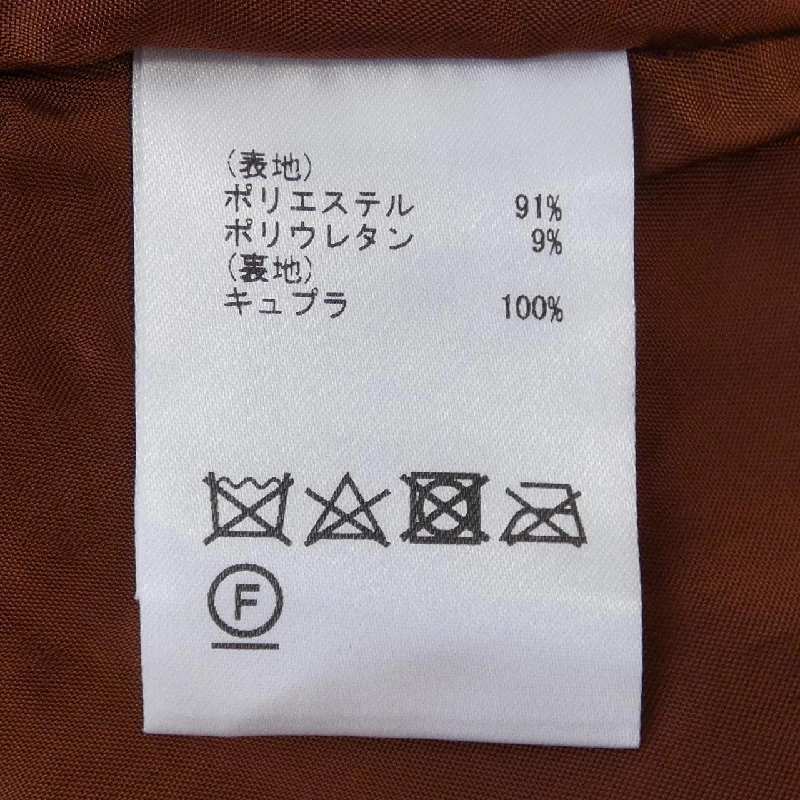 (表地)
ポリエステル 91%
ポリウレタン 9%
(裏地)
キュプラ 100%
F